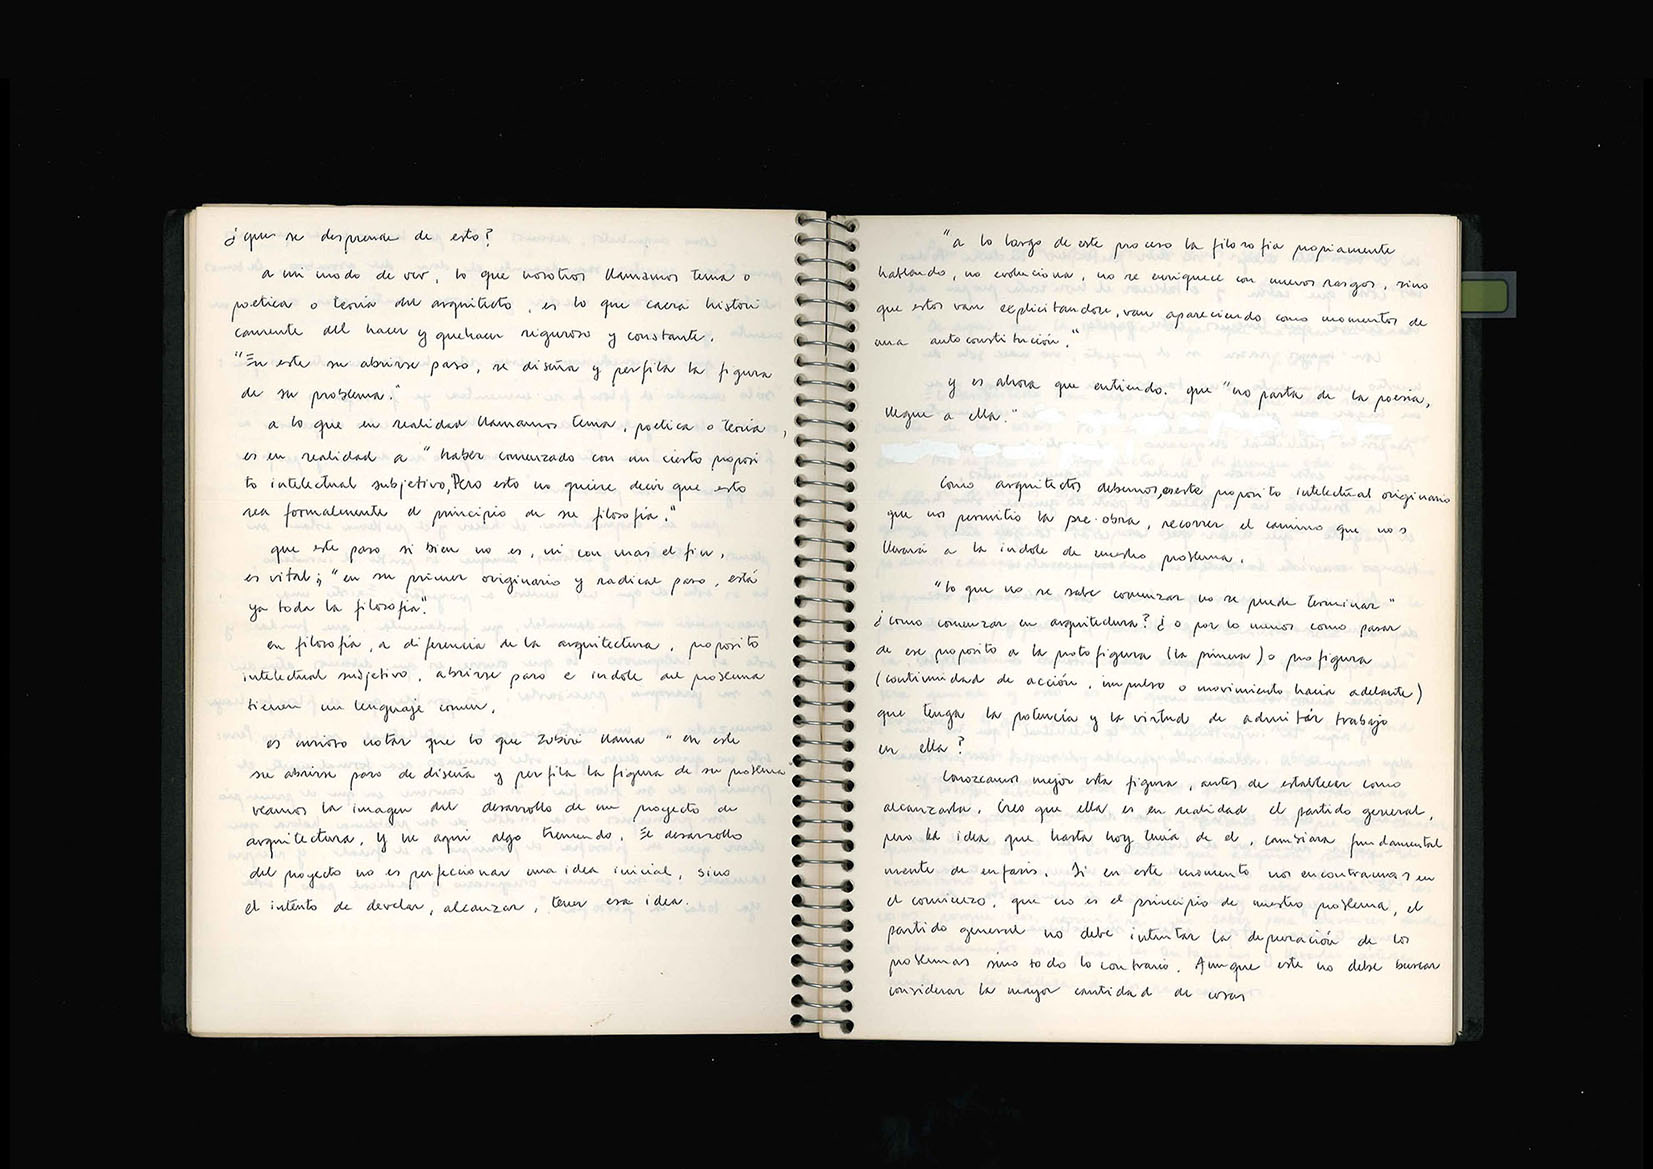 ¿que se desprende de esto?
a mi modo de ver, lo que nosotros llamamos tema o
poetica o teoria del arquitecto, es lo que caerá histori
camente del hacer y quehacer riguroso y constante.
"En este su abrirse paso, se diseña y perfila la figura
de su problema."
a lo que en realidad llamamos tema, poetica o teoria,
es en realidad a "haber comenzado con un cierto proposi
to intelectual subjetivo, Pero esto no quiere decir que esto
sea formalmente el principio de su filosofia."
que este paso si bien no es, ni con mas el fin,
es vital; "en su primer originario y radical paso, está
ya toda la filosofia".
en filosofia, a diferencia de la arquitectura, proposito
intelectual subjetivo, abrirse paso e indole del problema
tienen un lenguaje comun.
es curioso notar que lo que Zubiri llama "en este
su abrirse paso de diseña y perfila la figura de su problema"
veamos la imagen del desarrollo de un proyecto de
arquitectura. Y he aqui algo tremendo. El desarrollo
del proyecto no es perfeccionar una idea inicial, sino
el intento de develar, alcanzar, tener esa idea.
"a lo largo de este proceso la filosofia propiamente
hablando, no evoluciona, no se enriquece con nuevos rasgos, sino
que estos van explicitandose, van apareciendo como momentos de
una autoconstitución."
y es ahora que entiendo. que "no parta de la poesia,
llegue a ella."
Como arquitectos debemos, proposito intelectual originario
que nos permitio la pre-obra, recorrer el camino que nos
llevará a la indole de nuestro problema.
"lo que no se sabe comenzar no se puede terminar"
¿como comenzar en arquitectura? ¿o por lo menos como pasar
de ese proposito a la protofigura (la primera) o profigura
(continuidad de acción, impulso o movimiento hacia adelante)
que tenga la potencia y la virtud de admitir trabajo
en ella?
Conozcamos mejor esta figura, antes de establecer como
alcanzarla. Creo que ella es en realidad el partido general,
pero la idea que hasta hoy tenia de el, cambiara fundamental
mente de enfasis. Si en este momento nos encontramos en
el comienzo, que no es el principio de nuestro problema, el
partido general no debe intentar la depuración de los
problemas sino todo lo contrario. Aunque este no debe buscar
considerar la mayor cantidad de cosas